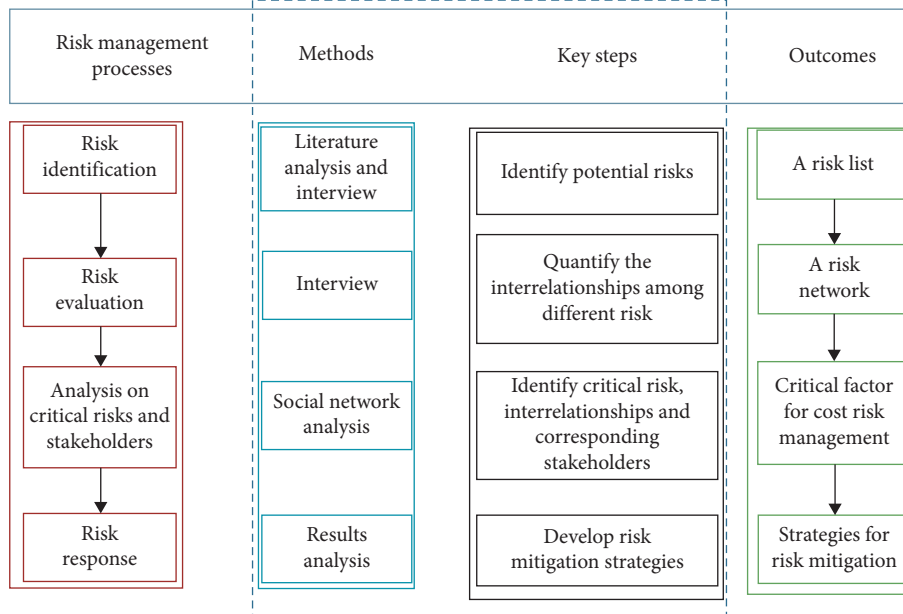 Risk management
processes
Methods
Key steps
Outcomes
Risk
identification
Literature
analysis and
interview
Identify potential risks
A risk list
Risk
evaluation
Interview
Quantify the
interrelationships among
different risk
A risk
network
Analysis on
critical risks and
stakeholders
Social network
analysis
Identify critical risk,
interrelationships and
corresponding
stakeholders
Critical factor
for cost risk
management
Risk
response
Results
analysis
Develop risk
mitigation strategies
Strategies for
risk mitigation